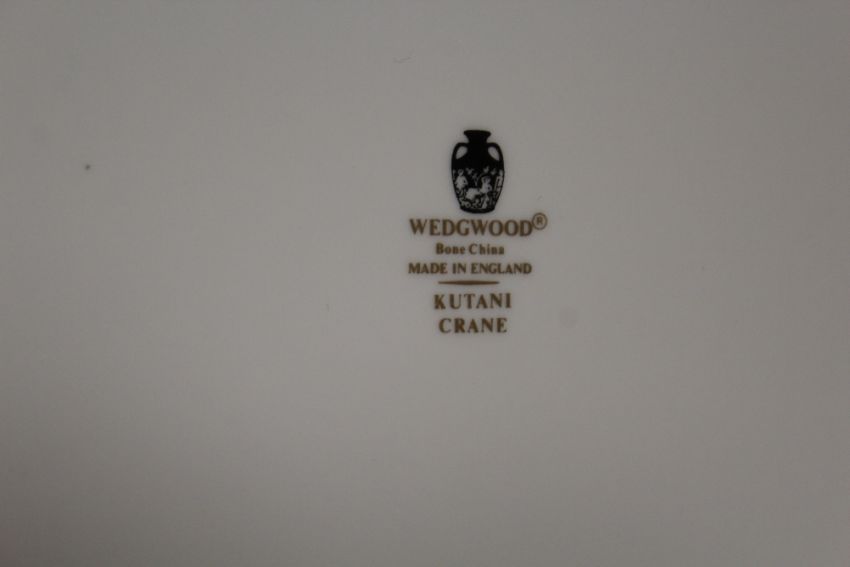 WEDGWOOD®
Bone China
MADE IN ENGLAND
KUTANI
CRANE